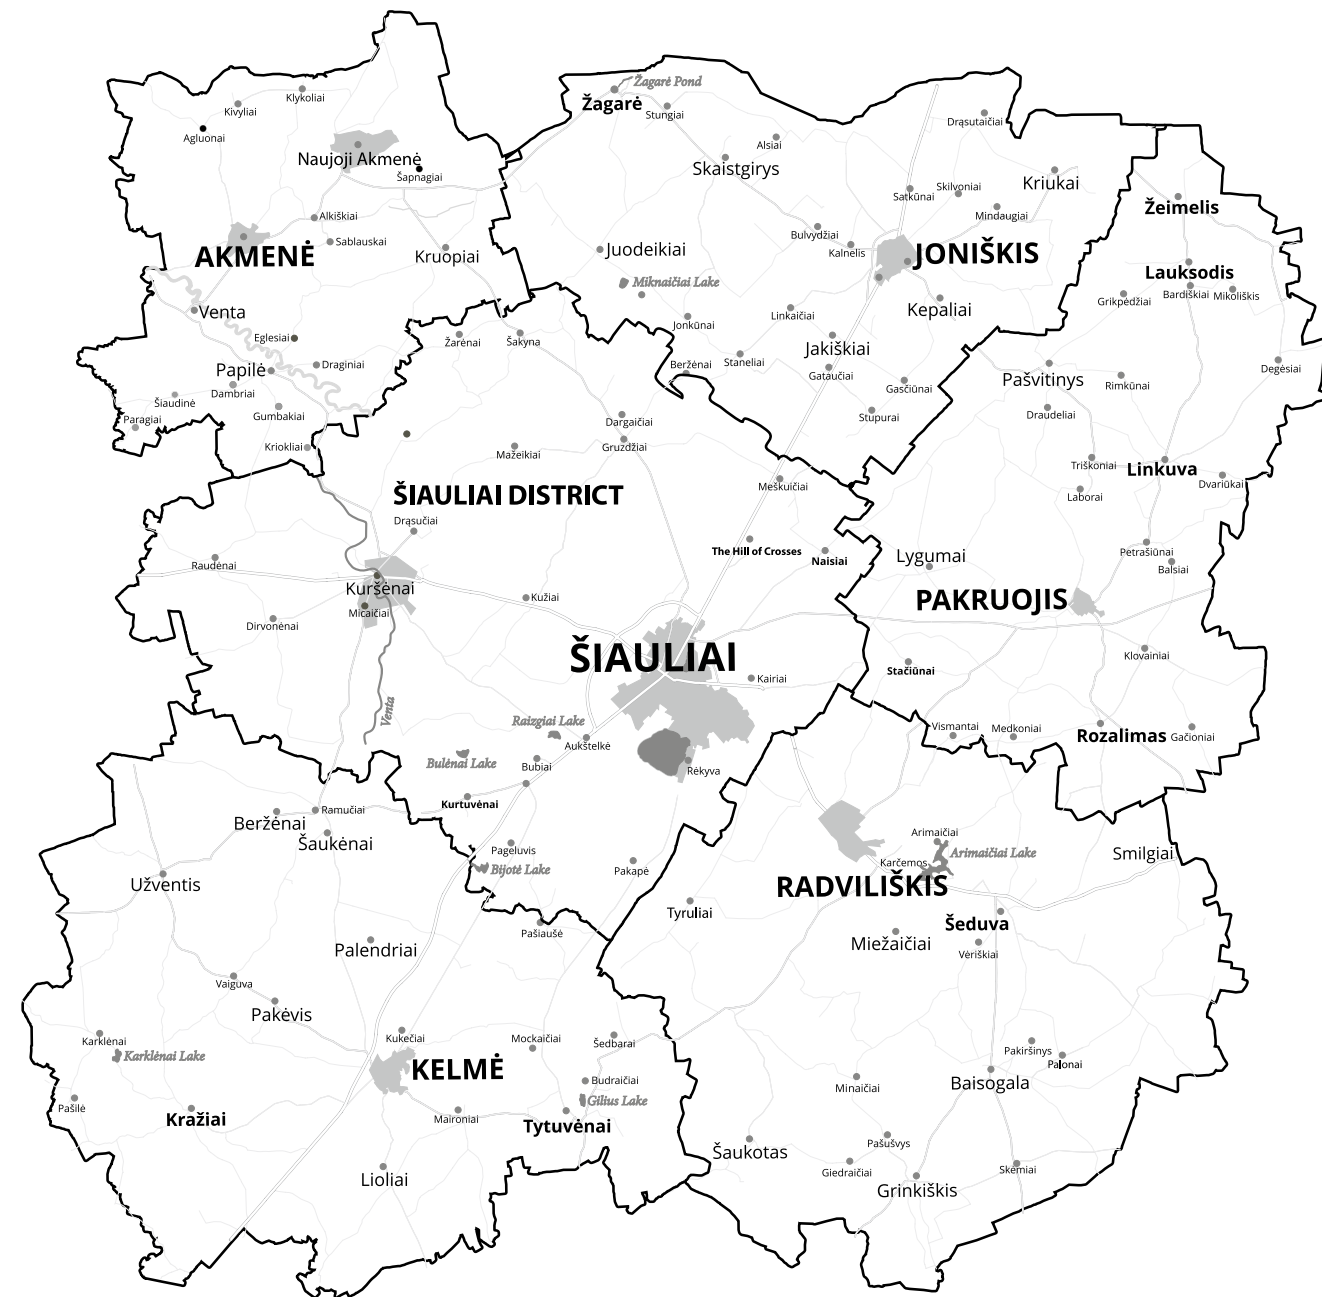 Žagarė Pond
Žagarė
Stungiai
Klykoliai
Kivyliai
Agluonai
Naujoji Akmenė
Šapnagiai
Alkiškiai
Sablauskai
AKMENĖ
Kruopiai
Venta
Eglesiai
Papilė
Draginiai
Dambriai
Šiaudinė
Gumbakiai
Paragiai
Kriokliai
Alsiai
Skaistgirys
Drąsutaičiai
Satkūnai
Skilvoniai
Kriukai
Mindaugiai
Bulvydžiai
Kalnelis
JONIŠKIS
Juodeikiai
Miknaičiai Lake
Jonkūnai
Linkaičiai
Kepaliai
Jakiškiai
Staneliai
Beržėnai
Gataučiai
Gasčiūnai
Stupurai
Žeimelis
Lauksodis
Grikpėdžiai
Bardiškiai
Mikoliškis
Degėsiai
Pašvitinys
Rimkūnai
Draudeliai
Triškoniai
Linkuva
Laborai
Dvariūkai
Petrašiūnai
Balsiai
Lygumai
PAKRUOJIS
Klovainiai
Stačiūnai
Vismantai
Medkoniai
Rozalimas
Gačioniai
Žarėnai
Šakyna
Dargaičiai
Gruzdžiai
Mažeikiai
Meškuičiai
ŠIAULIAI DISTRICT
Drąsučiai
The Hill of Crosses
Naisiai
Raudėnai
Kuršėnai
Micaičiai
Kužiai
Dirvonėnai
ŠIAULIAI
Kairiai
Venta
Raizgiai Lake
Aukštelkė
Bulėnai Lake
Bubiai
Rėkyva
Kurtuvėnai
Pageluvis
Bijotė Lake
Pakapė
Beržėnai
Ramučiai
Šaukėnai
Užventis
Palendriai
Pašiaušė
Vaiguva
Pakėvis
Karklėnai
Karklėnai Lake
Kukečiai
Mockaičiai
Šedbarai
KELMĖ
Budraičiai
Gilius Lake
Pašilė
Kražiai
Maironiai
Tytuvėnai
Lioliai
Arimaičiai
Arimaičiai Lake
Karčemos
Smilgiai
RADVILIŠKIS
Tyruliai
Šeduva
Miežaičiai
Vėriškiai
Pakiršinys
Palonai
Baisogala
Minaičiai
Pašušvys
Šaukotas
Giedraičiai
Skėmiai
Grinkiškis